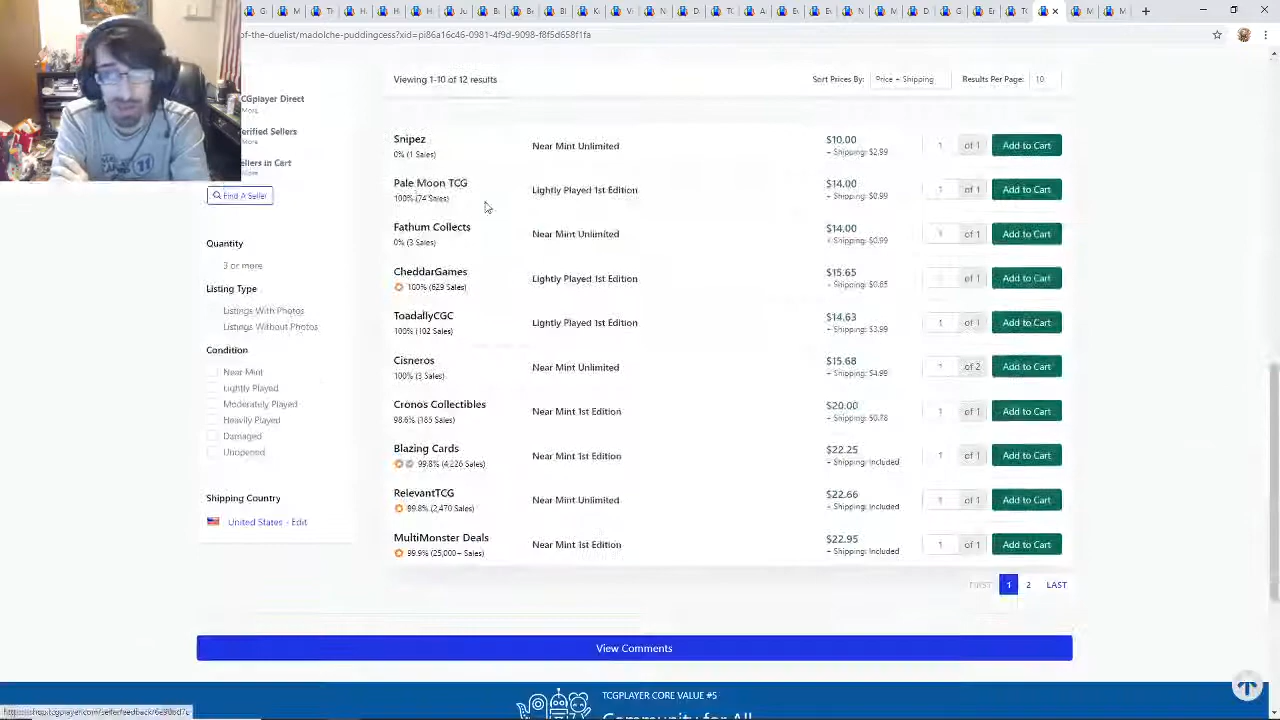 of-the-duelist/madolche-puddingcess?xid=pi86a16c46-0981-4f9d-9098-f8f5d658f1fa
Viewing 1-10 of 12 results
Sort Prices By: Price + Shipping
Results Per Page: 10
CGplayer Direct
erified Sellers
ellers in Cart
Find A Seller
Quantity
3 or more
Listing Type
Listings With Photos
Listings Without Photos
Condition
Near Mint
Lightly Played
Moderately Played
Heavily Played
Damaged
Unopened
Shipping Country
United States - Edit
Snipez
0% (1 Sales)
Near Mint Unlimited
$10.00
+ Shipping: $2.99
1 of 1
Add to Cart
Pale Moon TCG
100% (74 Sales)
Lightly Played 1st Edition
$14.00
+ Shipping: $0.99
1 of 1
Add to Cart
Fathum Collects
0% (3 Sales)
Near Mint Unlimited
$14.00
+ Shipping: $0.99
1 of 1
Add to Cart
CheddarGames
100% (629 Sales)
Lightly Played 1st Edition
$15.65
+ Shipping: $0.85
of 1
Add to Cart
ToadallyCGC
100% (102 Sales)
Lightly Played 1st Edition
$14.63
+ Shipping: $3.99
1 of 1
Add to Cart
Cisneros
100% (3 Sales)
Near Mint Unlimited
$15.68
+ Shipping: $4.99
1 of 2
Add to Cart
Cronos Collectibles
98.6% (185 Sales)
Near Mint 1st Edition
$20.00
+ Shipping: $0.78
1 of 1
Add to Cart
Blazing Cards
99.8% (4,226 Sales)
Near Mint 1st Edition
$22.25
+ Shipping: Included
1 of 1
Add to Cart
RelevantTCG
99.8% (2,470 Sales)
Near Mint Unlimited
$22.66
+ Shipping: Included
1 of 1
Add to Cart
MultiMonster Deals
99.9% (25,000+ Sales)
Near Mint 1st Edition
$22.95
+ Shipping: Included
1 of 1
Add to Cart
FIRST 1 2 LAST
View Comments
TCGPLAYER CORE VALUE #5
Community for All